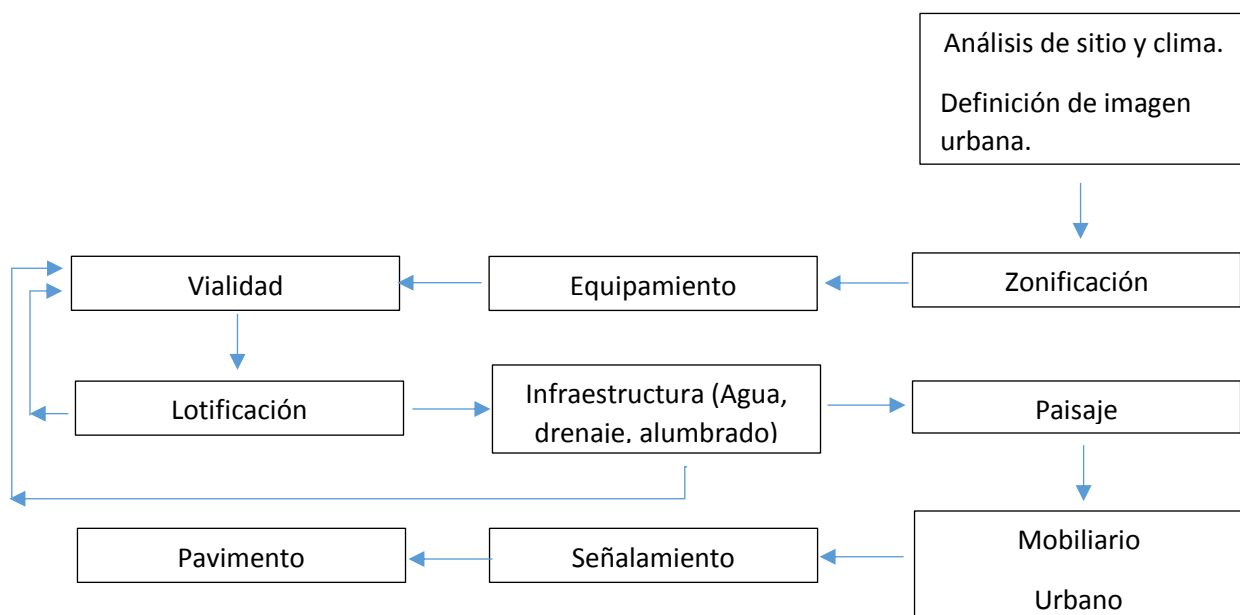 Análisis de sitio y clima.
Definición de imagen
urbana.
Vialidad
Equipamiento
Zonificación
Lotificación
Infraestructura (Agua,
drenaje, alumbrado)
Paisaje
Pavimento
Señalamiento
Mobiliario
Urbano